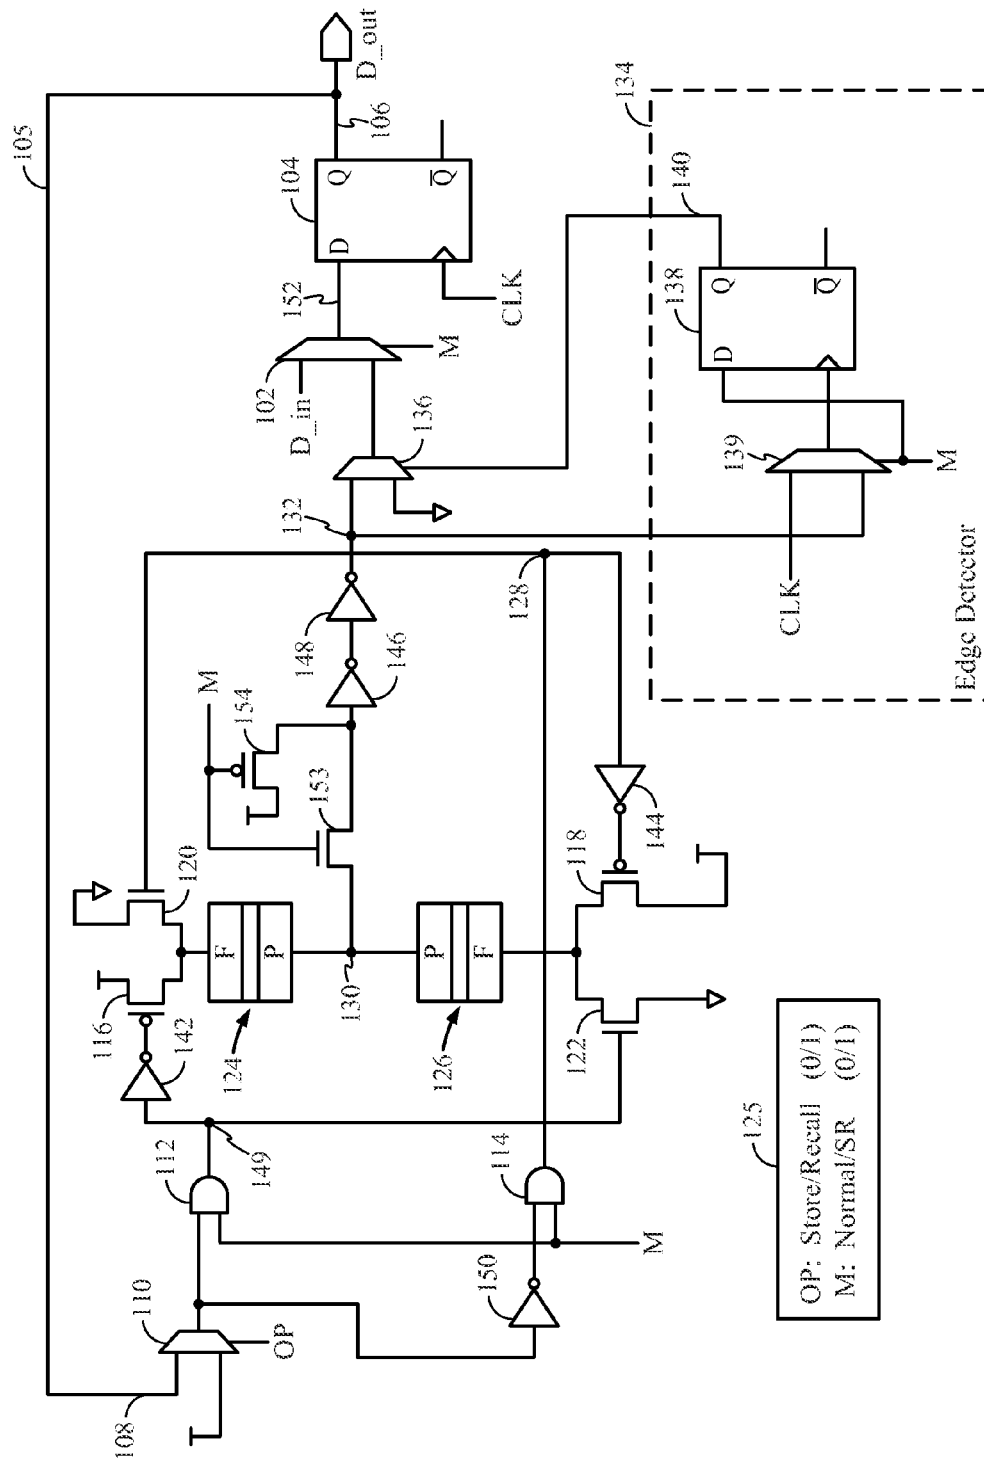 105
D_out
106
104
Q
Q
D
CLK
152
102
D_in
M
136
132
134
140
138
Q
Q
D
139
M
CLK
Edge Detector
128
148
146
M
154
153
120
116
142
F
P
124
130
P
F
126
144
118
122
112
149
114
M
150
110
OP
108
125
OP: Store/Recall (0/1)
M: Normal/SR (0/1)